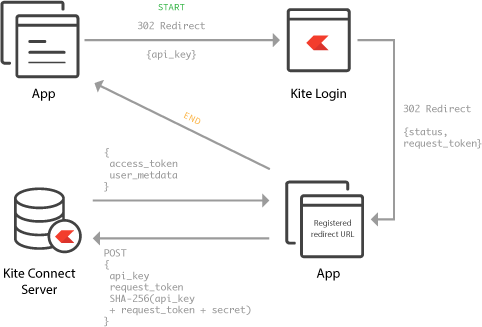 START
302 Redirect
{api_key}
App
Kite Login
302 Redirect
{status,
request_token}
END
{
access_token
user_metdata
}
Registered
redirect URL
App
Kite Connect
Server
POST
{
api_key
request_token
SHA-256(api_key
+ request_token + secret)
}